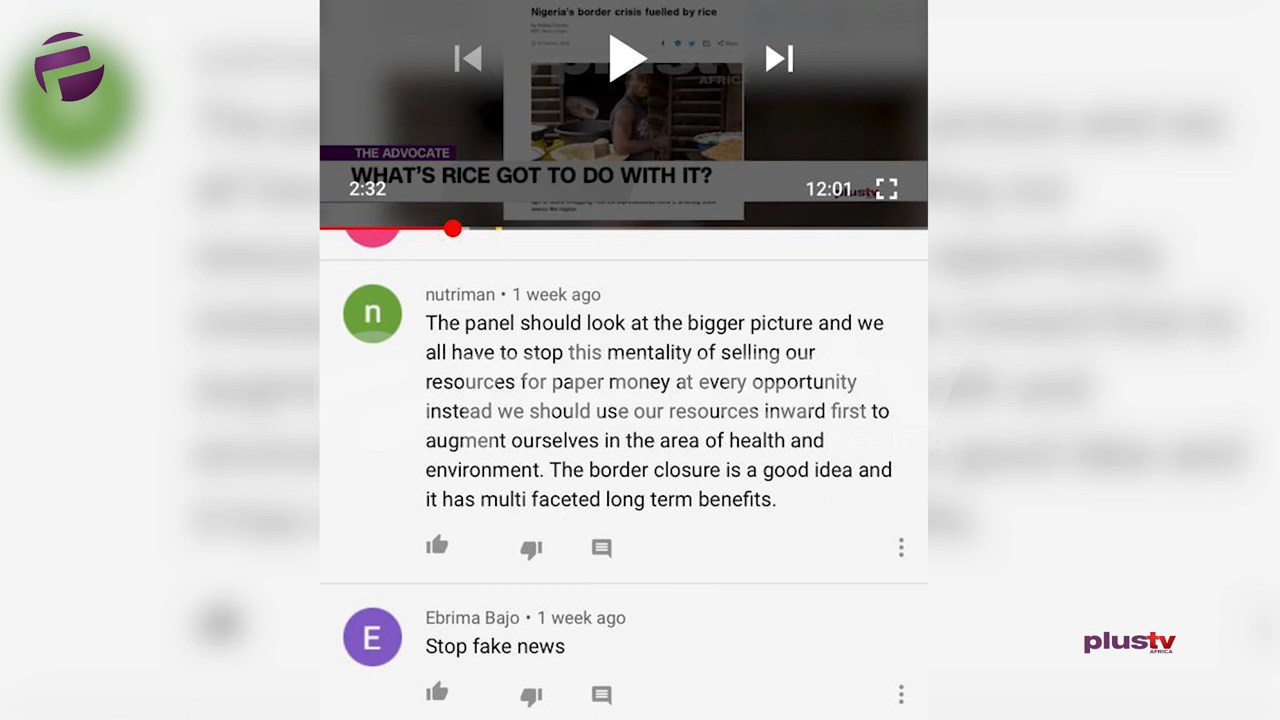 Nigeria's border crisis fuelled by rice
Share
plustv
AFRICA
THE ADVOCATE
WHAT'S RICE GOT TO DO WITH IT?
2:32
12:01
plustv
nutriman • 1 week ago
The panel should look at the bigger picture and we
all have to stop this mentality of selling our
resources for paper money at every opportunity
instead we should use our resources inward first to
augment ourselves in the area of health and
environment. The border closure is a good idea and
it has multi faceted long term benefits.
n
E
Ebrima Bajo • 1 week ago
Stop fake news
plustv
AFRICA